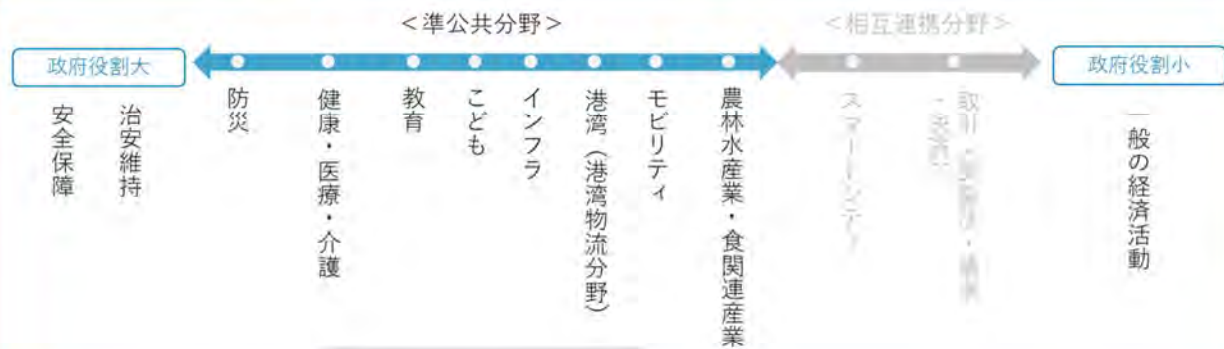 ＜準公共分野＞
＜相互連携分野＞
政府役割大
政府役割小
安全保障
治安維持
防災
健康・医療・介護
教育
こども
インフラ
港湾（港湾物流分野）
モビリティ
農林水産業・食関連産業
スマートシティ
一般の経済活動